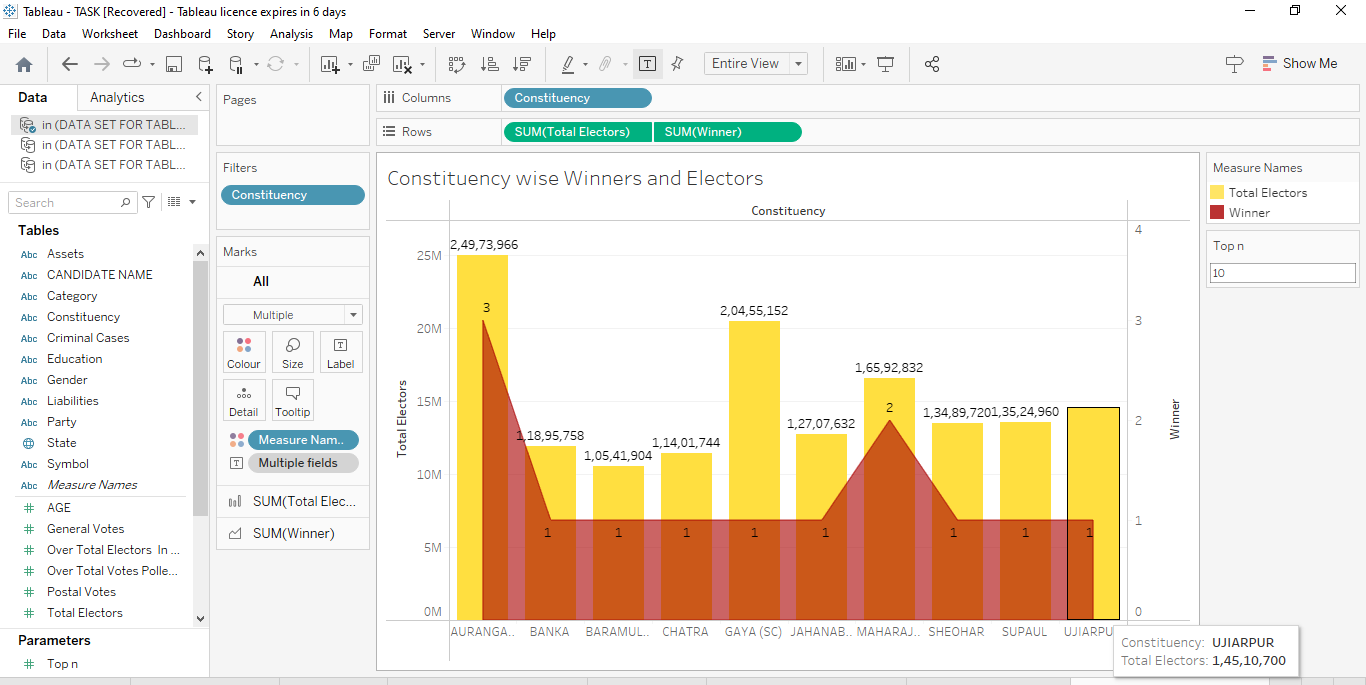 Tableau - TASK [Recovered] - Tableau licence expires in 6 days
File Data Worksheet Dashboard Story Analysis Map Format Server Window Help
Entire View
Show Me
Data Analytics
in (DATA SET FOR TABL...
in (DATA SET FOR TABL...
in (DATA SET FOR TABL...
Search
Tables
Abc Assets
Abc CANDIDATE NAME
Abc Category
Abc Constituency
Abc Criminal Cases
Abc Education
Abc Gender
Abc Liabilities
Abc Party
State
Abc Symbol
Abc Measure Names
# AGE
# General Votes
# Over Total Electors In ...
# Over Total Votes Polle...
# Postal Votes
# Total Electors
Parameters
# Top n
Pages
Filters
Constituency
Marks
All
Multiple
Colour Size Label
Detail Tooltip
Measure Nam..
Multiple fields
SUM(Total Elec...
SUM(Winner)
Columns Constituency
Rows SUM(Total Electors) SUM(Winner)
Constituency wise Winners and Electors
Constituency
Total Electors
25M
20M
15M
10M
5M
0M
2,49,73,966
1,18,95,758
1,05,41,904
1,14,01,744
2,04,55,152
1,27,07,632
1,65,92,832
1,34,89,720
1,35,24,960
3
1
1
1
1
1
2
1
1
1
4
3
2
1
0
Winner
AURANGA.. BANKA BARAMUL.. CHATRA GAYA (SC) JAHANAB.. MAHARAJ.. SHEOHAR SUPAUL UJIARPU
Constituency: UJIARPUR
Total Electors: 1,45,10,700
Measure Names
Total Electors
Winner
Top n
10